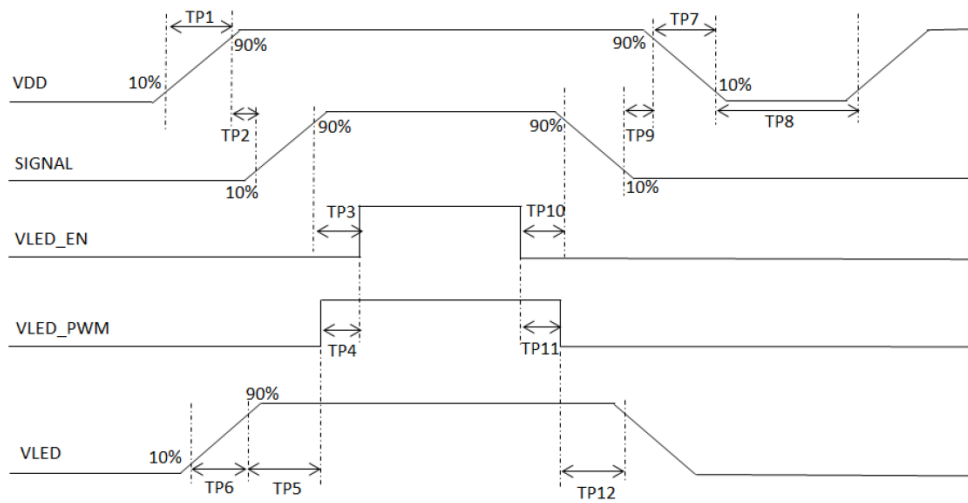 TP1
TP7
90%
90%
10%
10%
VDD
TP2
TP9
TP8
90%
90%
SIGNAL
10%
10%
TP3
TP10
VLED_EN
VLED_PWM
TP4
TP11
90%
10%
VLED
TP6
TP5
TP12